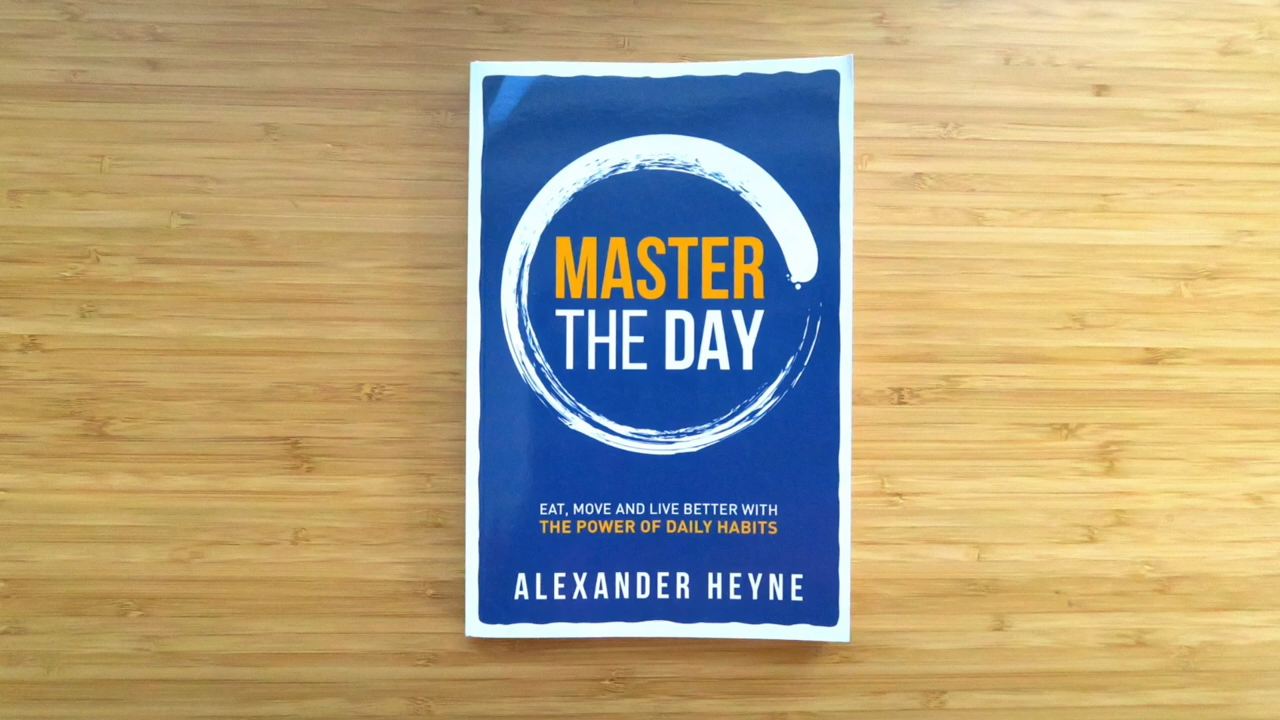 MASTER
THE DAY
EAT, MOVE AND LIVE BETTER WITH
THE POWER OF DAILY HABITS
ALEXANDER HEYNE